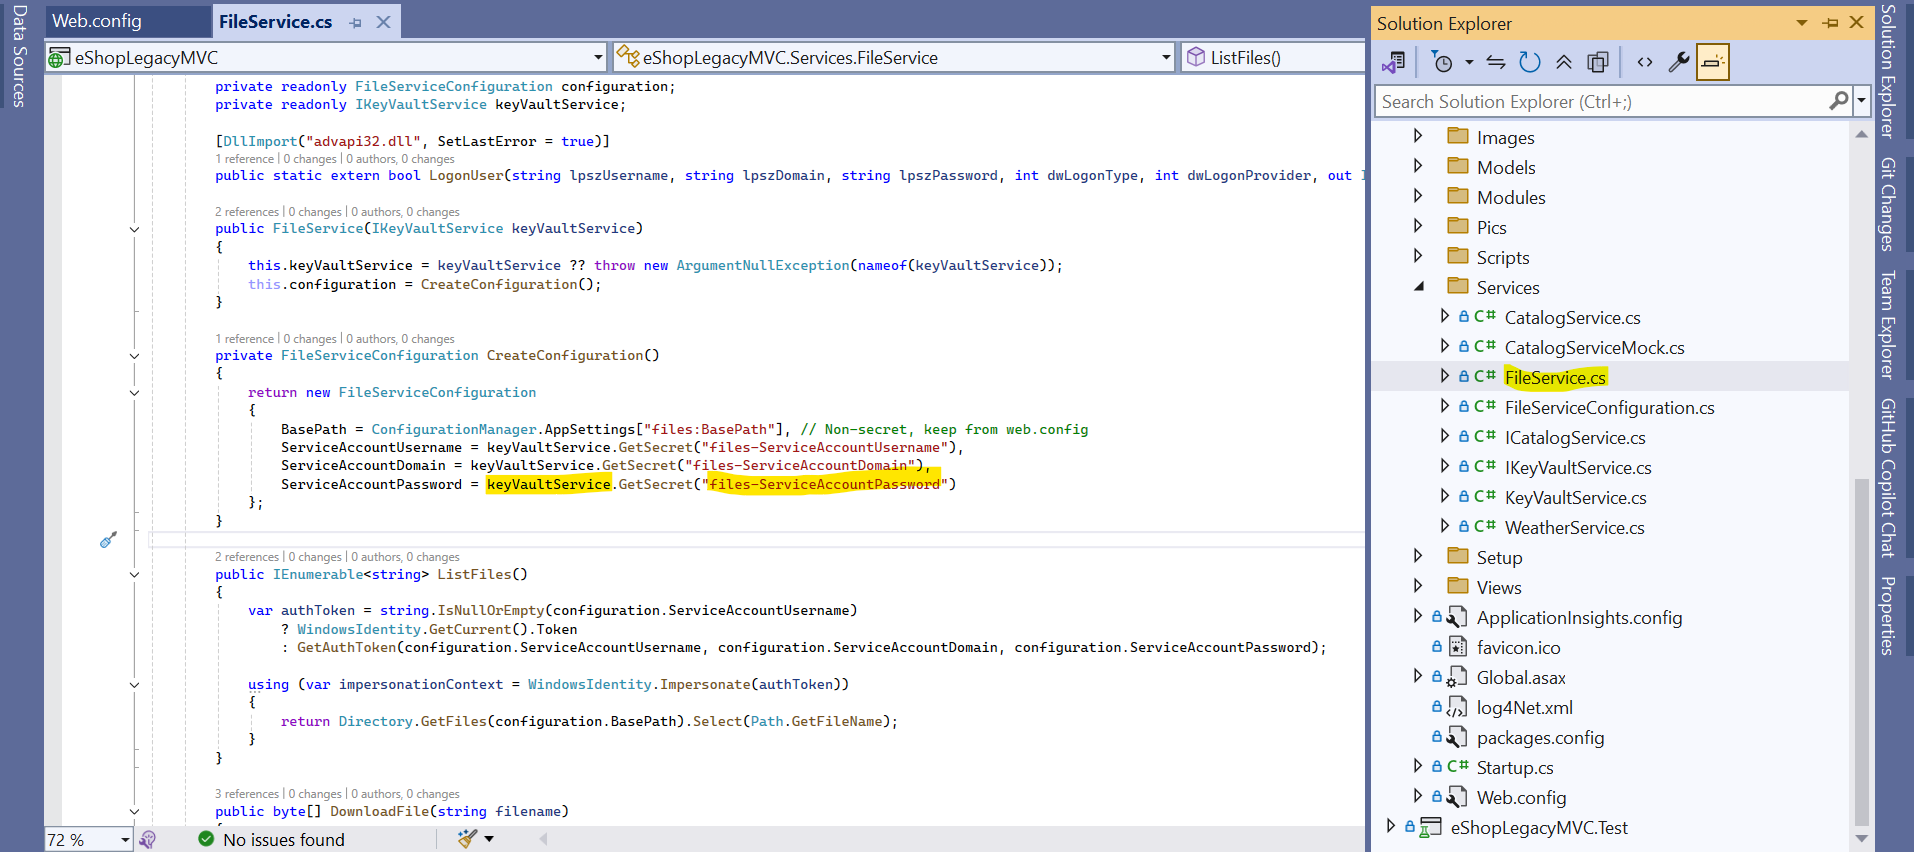 Data Sources
Web.config
FileService.cs
eShopLegacyMVC
eShopLegacyMVC.Services.FileService
ListFiles()
private readonly FileServiceConfiguration configuration;
private readonly IKeyVaultService keyVaultService;
[DllImport("advapi32.dll", SetLastError = true)]
1 reference | 0 changes | 0 authors, 0 changes
public static extern bool LogonUser(string lpszUsername, string lpszDomain, string lpszPassword, int dwLogonType, int dwLogonProvider, out
2 references | 0 changes | 0 authors, 0 changes
public FileService(IKeyVaultService keyVaultService)
{
this.keyVaultService = keyVaultService ?? throw new ArgumentNullException(nameof(keyVaultService));
this.configuration = CreateConfiguration();
}
1 reference | 0 changes | 0 authors, 0 changes
private FileServiceConfiguration CreateConfiguration()
{
return new FileServiceConfiguration
{
BasePath = ConfigurationManager.AppSettings["files:BasePath"], // Non-secret, keep from web.config
ServiceAccountUsername = keyVaultService.GetSecret("files-ServiceAccountUsername"),
ServiceAccountDomain = keyVaultService.GetSecret("files-ServiceAccountDomain"),
ServiceAccountPassword = keyVaultService.GetSecret("files-ServiceAccountPassword")
};
}
2 references | 0 changes | 0 authors, 0 changes
public IEnumerable<string> ListFiles()
{
var authToken = string.IsNullOrEmpty(configuration.ServiceAccountUsername)
? WindowsIdentity.GetCurrent().Token
: GetAuthToken(configuration.ServiceAccountUsername, configuration.ServiceAccountDomain, configuration.ServiceAccountPassword);
using (var impersonationContext = WindowsIdentity.Impersonate(authToken))
{
return Directory.GetFiles(configuration.BasePath).Select(Path.GetFileName);
}
}
3 references | 0 changes | 0 authors, 0 changes
public byte[] DownloadFile(string filename)
72 %
No issues found
Solution Explorer
Search Solution Explorer (Ctrl+;)
Images
Models
Modules
Pics
Scripts
Services
C# CatalogService.cs
C# CatalogServiceMock.cs
C# FileService.cs
C# FileServiceConfiguration.cs
C# ICatalogService.cs
C# IKeyVaultService.cs
C# KeyVaultService.cs
C# WeatherService.cs
Setup
Views
ApplicationInsights.config
favicon.ico
Global.asax
log4Net.xml
packages.config
C# Startup.cs
Web.config
eShopLegacyMVC.Test
Solution Explorer
Git Changes
Team Explorer
GitHub Copilot Chat
Properties